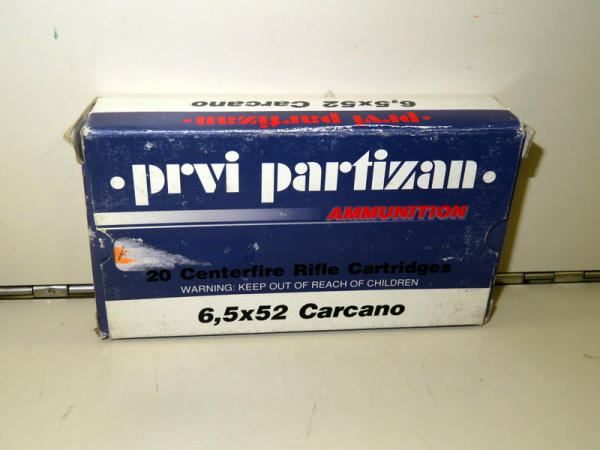 6,5x52 Carcano
·prvi partizan·
·prvi partizan·
AMMUNITION
20 Centerfire Rifle Cartridges
WARNING: KEEP OUT OF REACH OF CHILDREN
6,5x52 Carcano